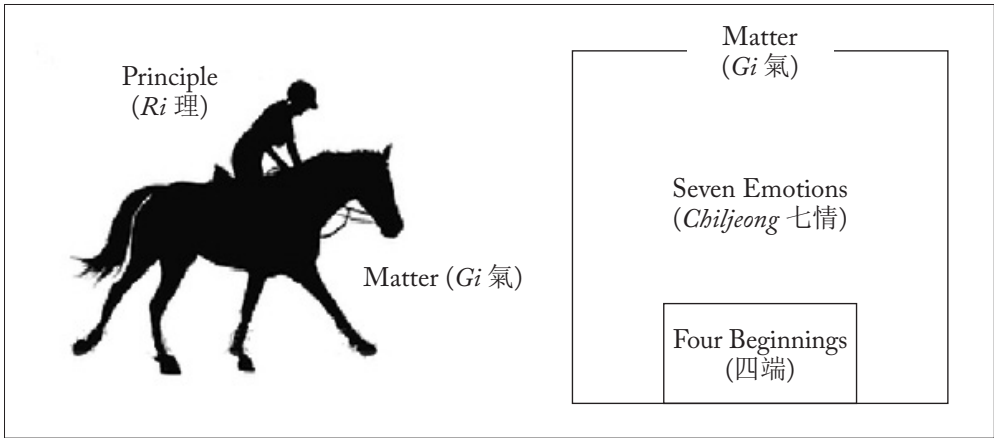 Principle
(Ri 理)
Matter (Gi 氣)
Matter
(Gi 氣)
Seven Emotions
(Chiljeong 七情)
Four Beginnings
(四端)